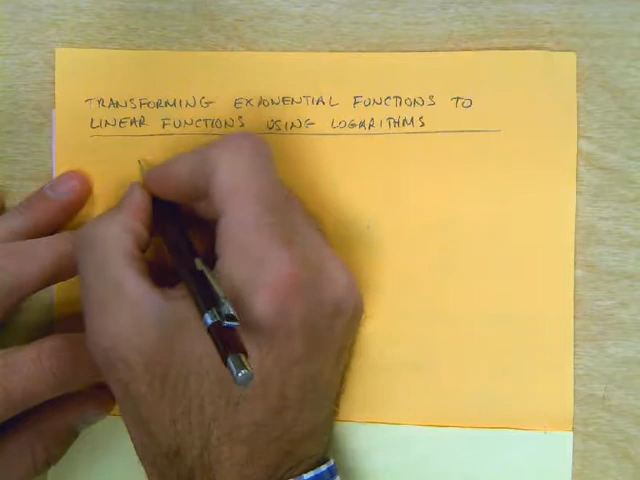 TRANSFORMING EXPONENTIAL FUNCTIONS TO
LINEAR FUNCTIONS USING LOGARITHMS